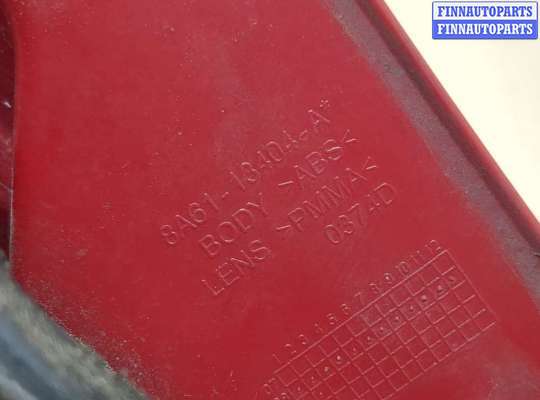 FINNAUTOPARTS
FINNAUTOPARTS
8A61-13404-A*
BODY >ABS<
LENS >PMMA<
0374D
1 2 3 4 5 6 7 8 9 10 11 12
07